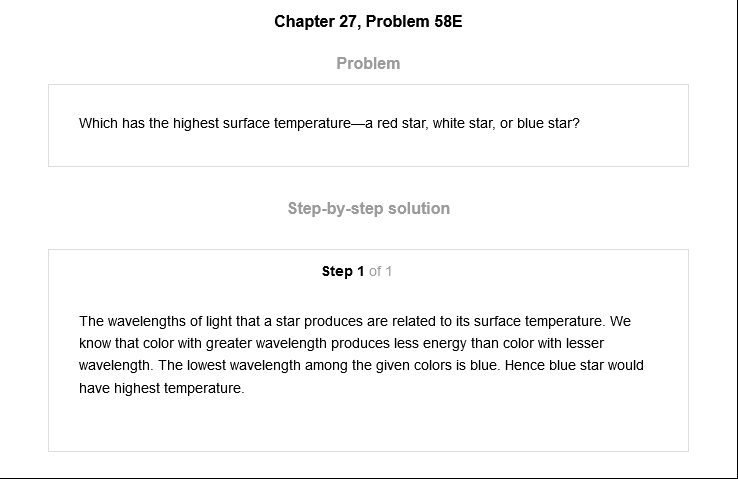 Chapter 27, Problem 58E
Problem
Which has the highest surface temperature—a red star, white star, or blue star?
Step-by-step solution
Step 1 of 1
The wavelengths of light that a star produces are related to its surface temperature. We
know that color with greater wavelength produces less energy than color with lesser
wavelength. The lowest wavelength among the given colors is blue. Hence blue star would
have highest temperature.